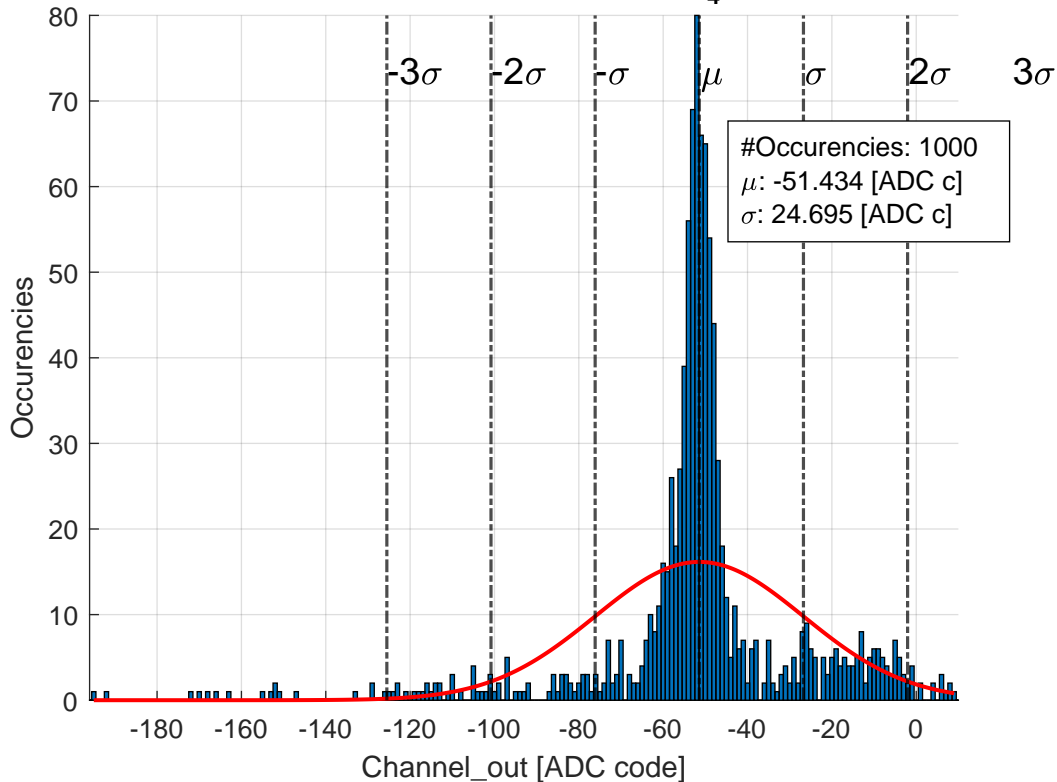 4
80
-3σ -2σ -σ μ σ 2σ 3σ
70
#Occurencies: 1000
μ: -51.434 [ADC c]
σ: 24.695 [ADC c]
60
50
40
30
20
10
0
Occurencies
-180 -160 -140 -120 -100 -80 -60 -40 -20 0
Channel_out [ADC code]